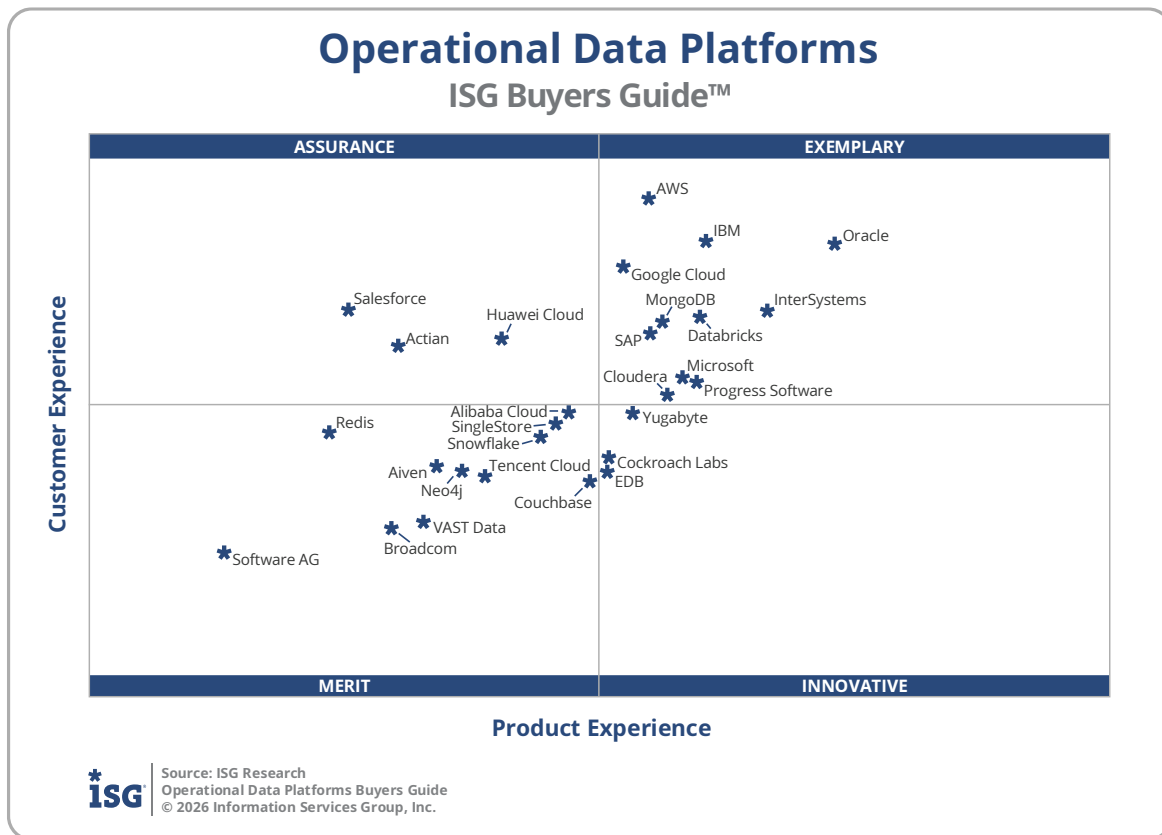 Operational Data Platforms
ISG Buyers Guide™
ASSURANCE
EXEMPLARY
AWS
IBM
Oracle
Google Cloud
Salesforce
MongoDB
InterSystems
Huawei Cloud
Databricks
Actian
SAP
Microsoft
Cloudera
Progress Software
Alibaba Cloud
Yugabyte
Redis
SingleStore
Snowflake
Tencent Cloud
Cockroach Labs
Aiven
EDB
Neo4j
Couchbase
VAST Data
Broadcom
Software AG
MERIT
INNOVATIVE
Customer Experience
Product Experience
ISG
Source: ISG Research
Operational Data Platforms Buyers Guide
© 2026 Information Services Group, Inc.